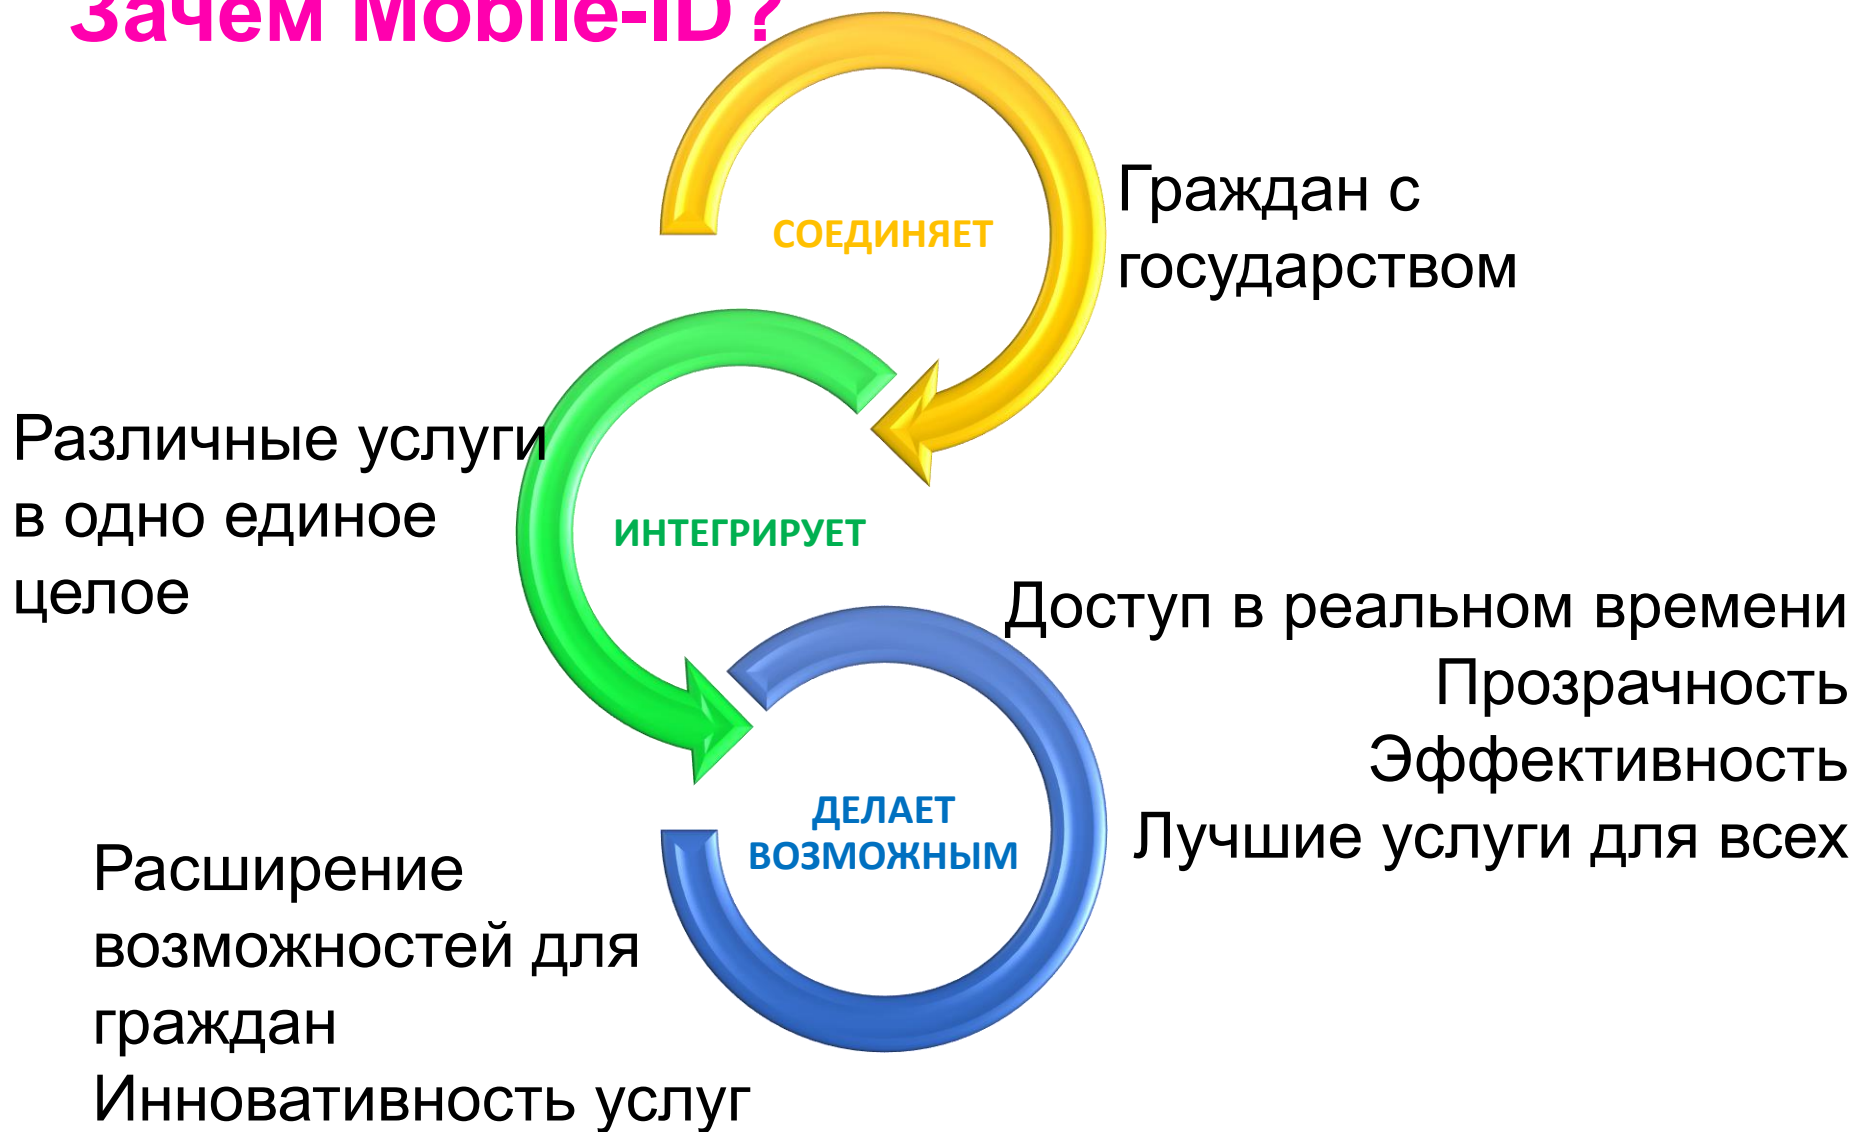 Зачем Mobile-ID?
СОЕДИНЯЕТ
Граждан с
государством
Различные услуги
в одно единое
целое
ИНТЕГРИРУЕТ
Доступ в реальном времени
Прозрачность
Эффективность
Лучшие услуги для всех
ДЕЛАЕТ
ВОЗМОЖНЫМ
Расширение
возможностей для
граждан
Инновативность услуг